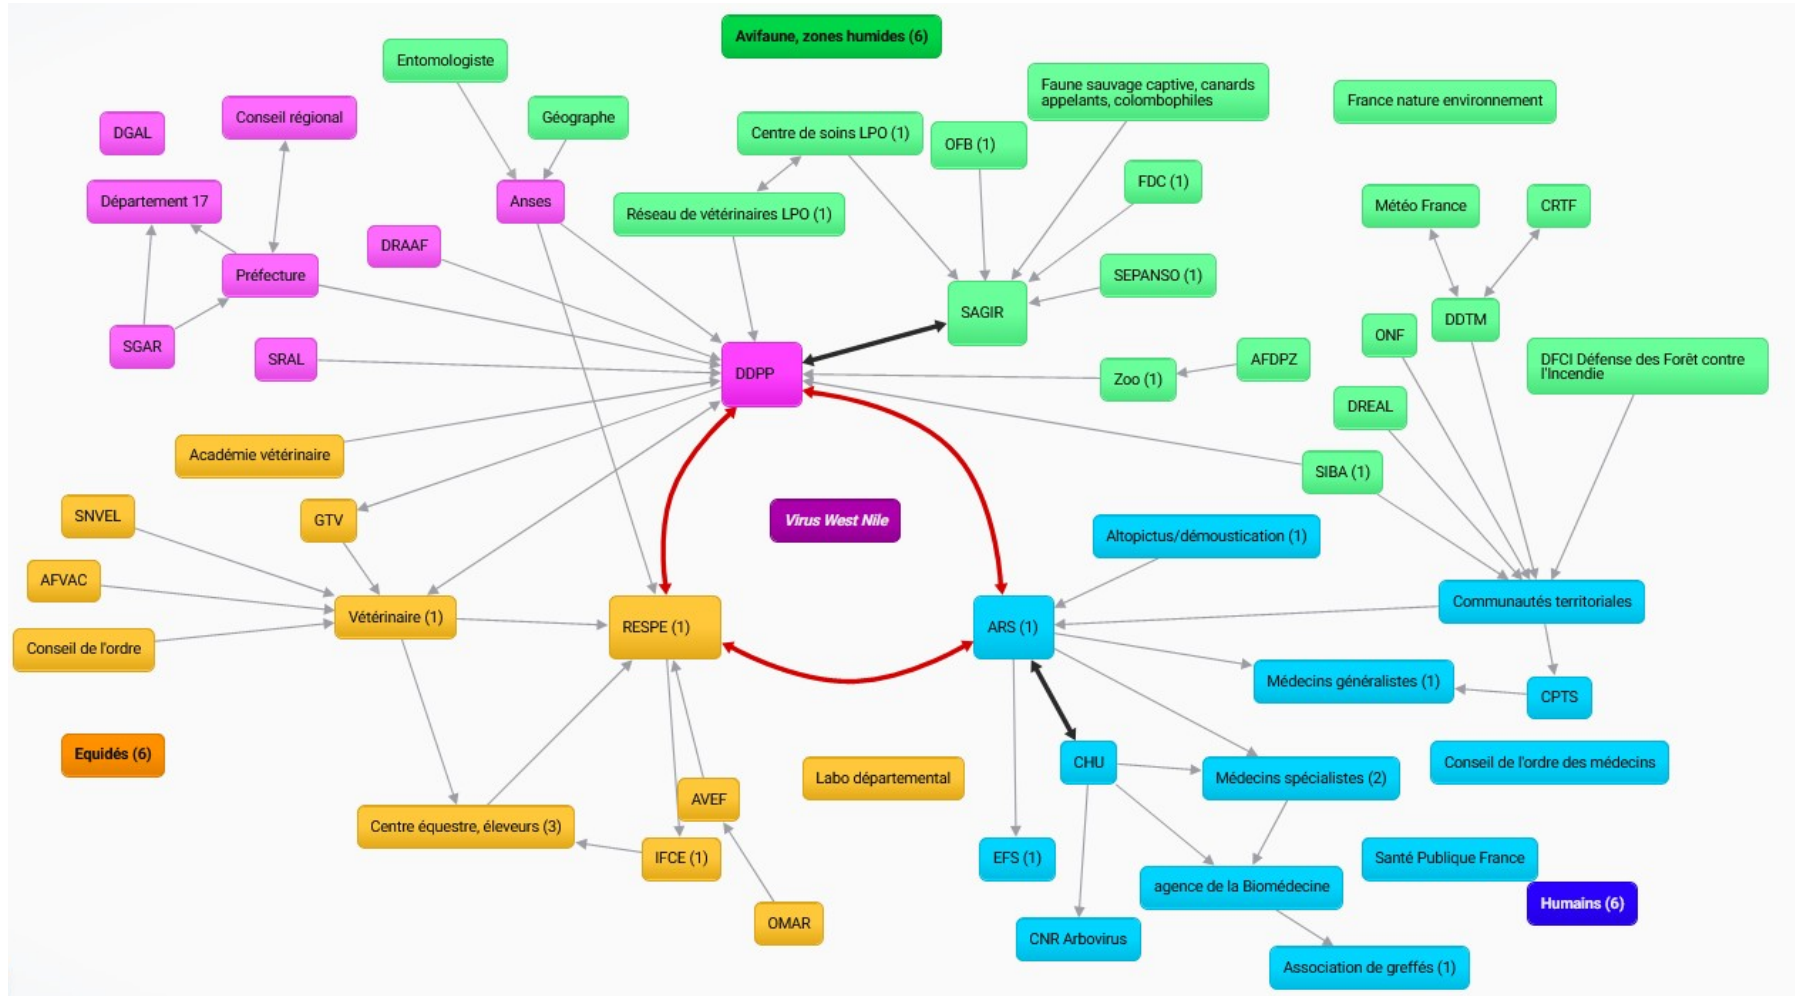 Avifaune, zones humides (6)
Entomologiste
Faune sauvage captive, canards
appelants, colombophiles
France nature environnement
Conseil régional
Géographe
DGAL
Centre de soins LPO (1)
OFB (1)
FDC (1)
Département 17
Anses
Réseau de vétérinaires LPO (1)
Météo France
CRTF
DRAAF
Préfecture
SEPANSO (1)
SAGIR
DDTM
ONF
SGAR
SRAL
DDPP
Zoo (1)
AFDPZ
DFCI Défense des Forêt contre
l'Incendie
DREAL
Académie vétérinaire
SIBA (1)
SNVEL
GTV
Virus West Nile
Altopictus/démoustication (1)
AFVAC
Vétérinaire (1)
RESPE (1)
ARS (1)
Communautés territoriales
Conseil de l'ordre
Médecins généralistes (1)
CPTS
Equidés (6)
CHU
Conseil de l'ordre des médecins
Labo départemental
Médecins spécialistes (2)
AVEF
Centre équestre, éleveurs (3)
IFCE (1)
EFS (1)
Santé Publique France
agence de la Biomédecine
Humains (6)
OMAR
CNR Arbovirus
Association de greffés (1)